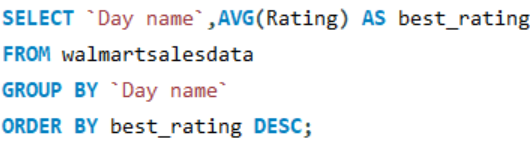 SELECT `Day name`,AVG(Rating) AS best_rating
FROM walmartsalesdata
GROUP BY `Day name`
ORDER BY best_rating DESC;